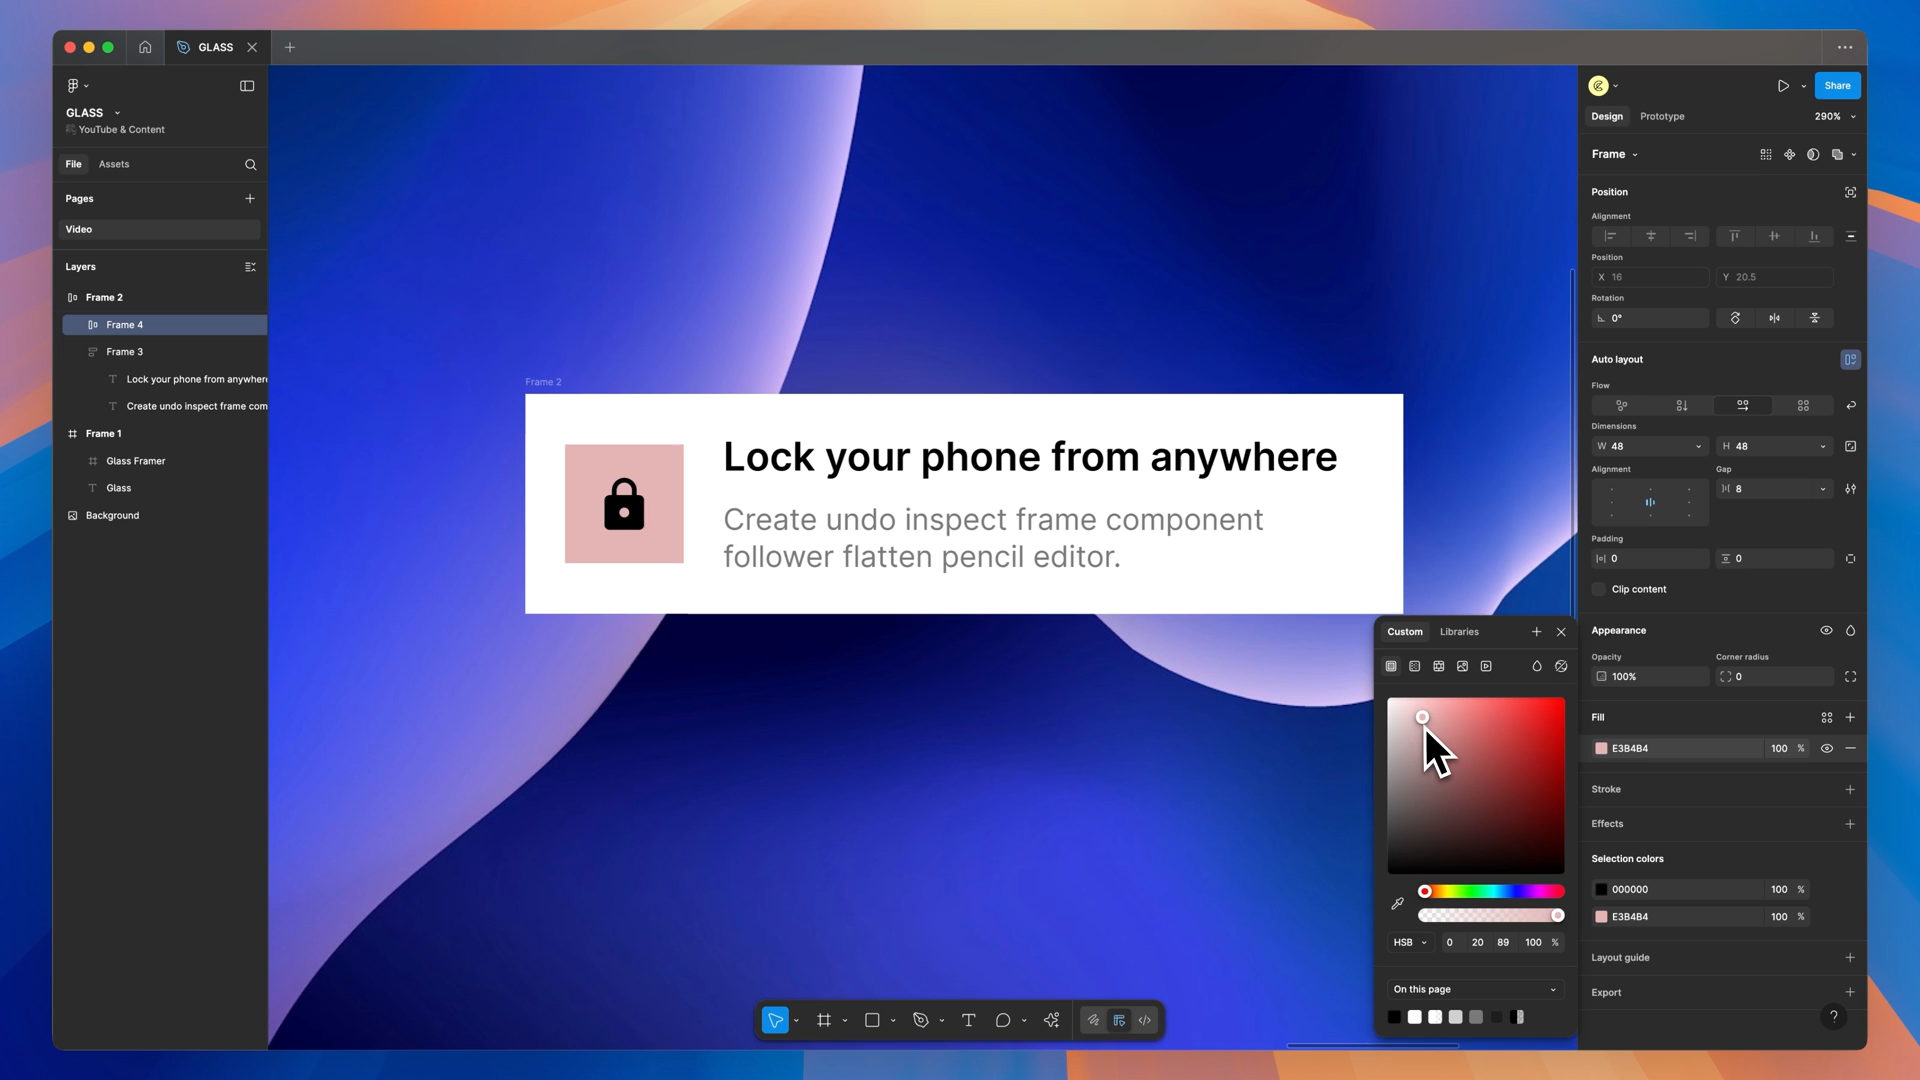 GLASS
GLASS
YouTube & Content
File
Assets
Pages
Video
Layers
Frame 2
Frame 4
Frame 3
Lock your phone from anywhere
Create undo inspect frame com
Frame 1
Glass Framer
Glass
Background
Frame 2
Lock your phone from anywhere
Create undo inspect frame component
follower flatten pencil editor.
Custom
Libraries
HSB 0 20 89 100 %
On this page
Share
Design
Prototype
290%
Frame
Position
Alignment
Position
X 16
Y 20.5
Rotation
0°
Auto layout
Flow
Dimensions
W 48
H 48
Alignment
Gap
8
Padding
0
0
Clip content
Appearance
Opacity
Corner radius
100%
0
Fill
E3B4B4 100 %
Stroke
Effects
Selection colors
000000 100 %
E3B4B4 100 %
Layout guide
Export
?